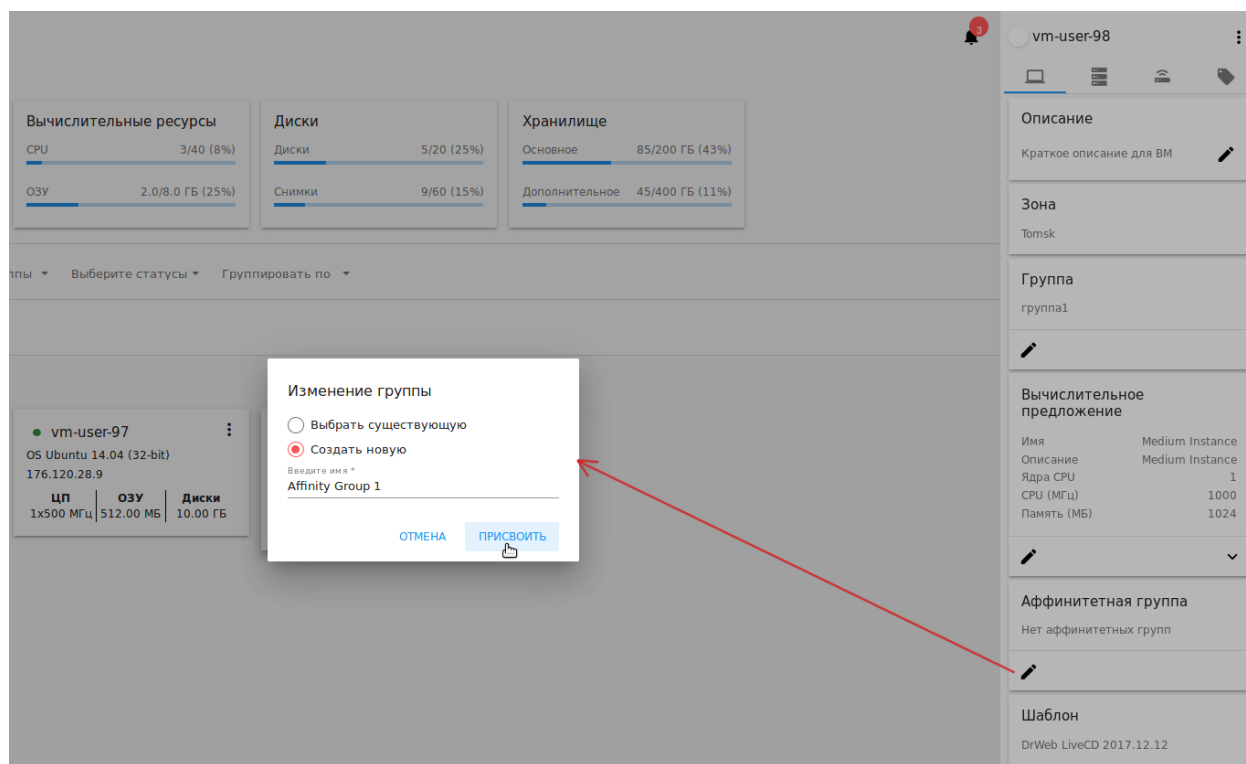 3
Вычислительные ресурсы
CPU 3/40 (8%)
ОЗУ 2.0/8.0 ГБ (25%)
Диски
Диски 5/20 (25%)
Снимки 9/60 (15%)
Хранилище
Основное 85/200 ГБ (43%)
Дополнительное 45/400 ГБ (11%)
Выберите статусы Группировать по
vm-user-97
OS Ubuntu 14.04 (32-bit)
176.120.28.9
ЦП ОЗУ Диски
1x500 МГц 512.00 МБ 10.00 ГБ
Изменение группы
Выбрать существующую
Создать новую
Введите имя *
Affinity Group 1
ОТМЕНА ПРИСВОИТЬ
vm-user-98
Описание
Краткое описание для ВМ
Зона
Tomsk
Группа
группа1
Вычислительное
предложение
Имя Medium Instance
Описание Medium Instance
Ядра CPU 1
CPU (МГц) 1000
Память (МБ) 1024
Аффинитетная группа
Нет аффинитетных групп
Шаблон
DrWeb LiveCD 2017.12.12